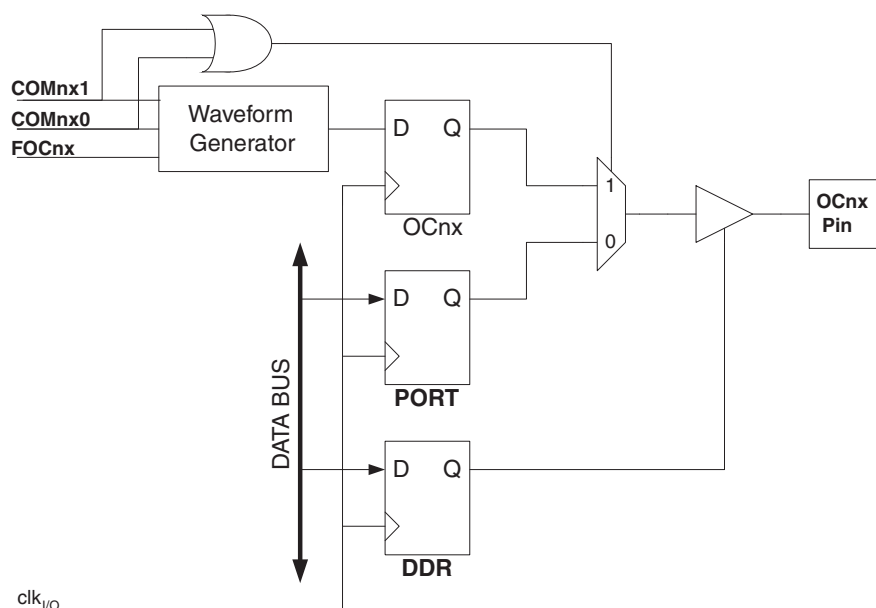 COMnx1
COMnx0
FOCnx
Waveform
Generator
D Q
OCnx
1
0
OCnx
Pin
D Q
PORT
D Q
DDR
DATA BUS
clkI/O